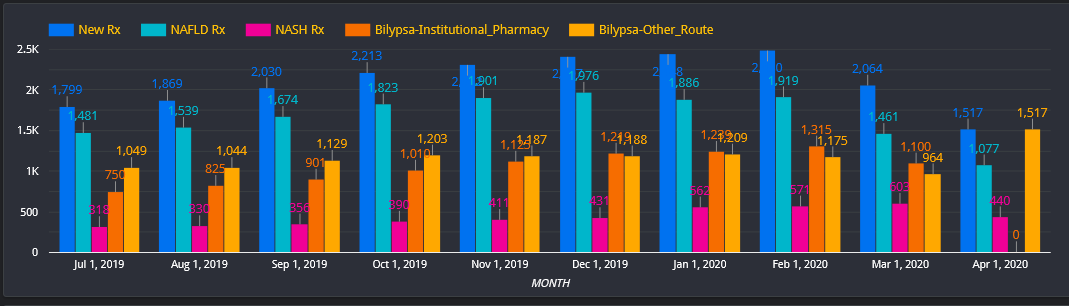 New Rx NAFLD Rx NASH Rx Bilypsa-Institutional_Pharmacy Bilypsa-Other_Route
2.5K
2K
1.5K
1K
500
0
1,799 1,481 318 750 1,049
1,869 1,539 330 825 1,044
2,030 1,674 356 901 1,129
2,213 1,823 390 1,010 1,203
1,901 411 1,125 1,187
1,976 431 1,219 1,188
1,886 562 1,209
1,919 571 1,315 1,175
2,064 1,461 603 1,100 964
1,517 1,077 440 0 1,517
Jul 1, 2019 Aug 1, 2019 Sep 1, 2019 Oct 1, 2019 Nov 1, 2019 Dec 1, 2019 Jan 1, 2020 Feb 1, 2020 Mar 1, 2020 Apr 1, 2020
MONTH